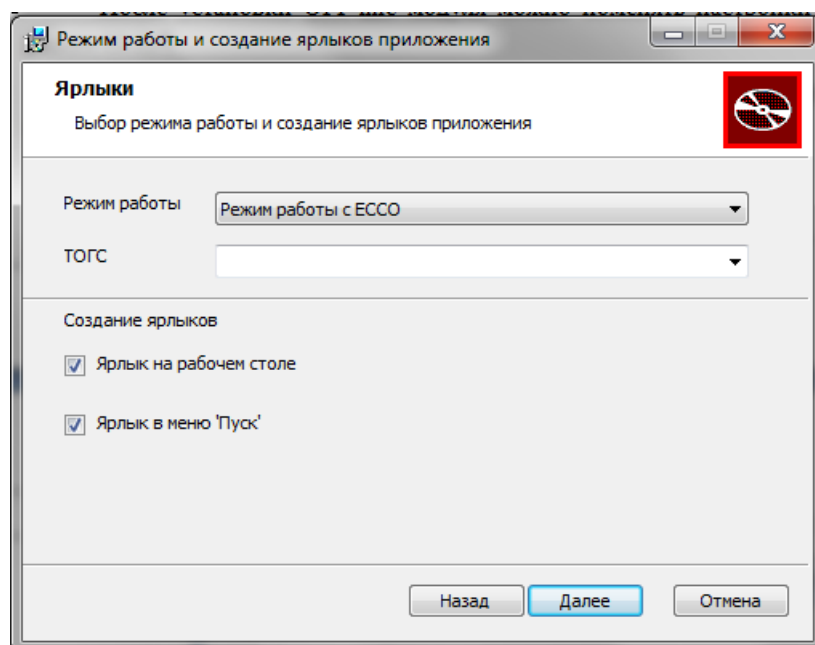 Режим работы и создание ярлыков приложения
Ярлыки
Выбор режима работы и создание ярлыков приложения
Режим работы
Режим работы с ЕССО
ТОГС
Создание ярлыков
Ярлык на рабочем столе
Ярлык в меню 'Пуск'
Назад
Далее
Отмена